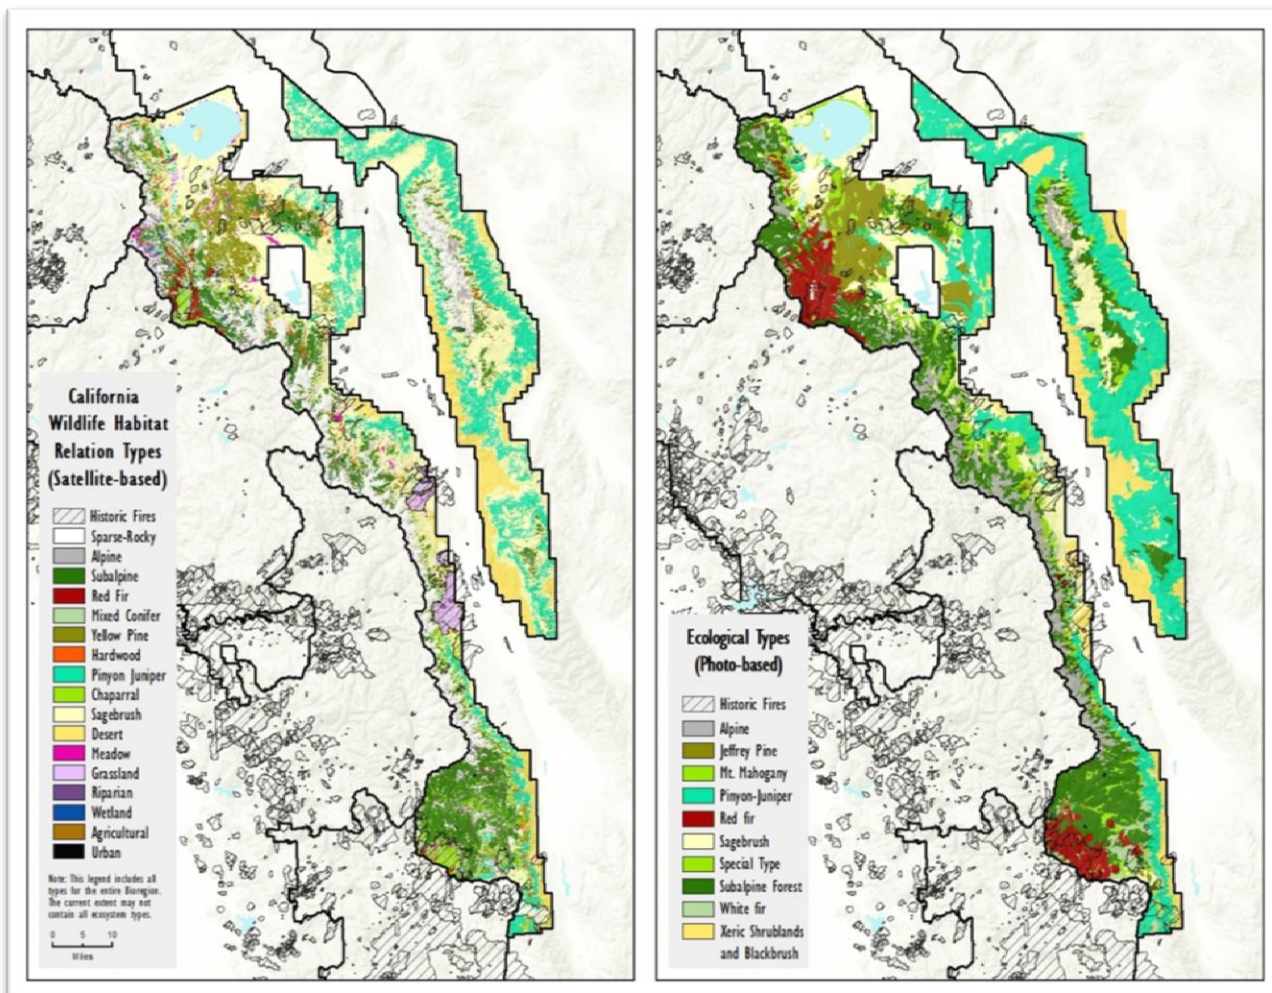 California
Wildlife Habitat
Relation Types
(Satellite-based)
Historic Fires
Sparse-Rocky
Alpine
Subalpine
Red Fir
Mixed Conifer
Yellow Pine
Hardwood
Pinyon Juniper
Chaparral
Sagebrush
Desert
Meadow
Grassland
Riparian
Wetland
Agricultural
Urban
Note: This legend includes all
types for the entire Bioregion.
The current extent may not
contain all ecosystem types.
0 5 10
Miles
Ecological Types
(Photo-based)
Historic Fires
Alpine
Jeffrey Pine
Mt. Mahogany
Pinyon-Juniper
Red fir
Sagebrush
Special Type
Subalpine Forest
White fir
Xeric Shrublands
and Blackbrush